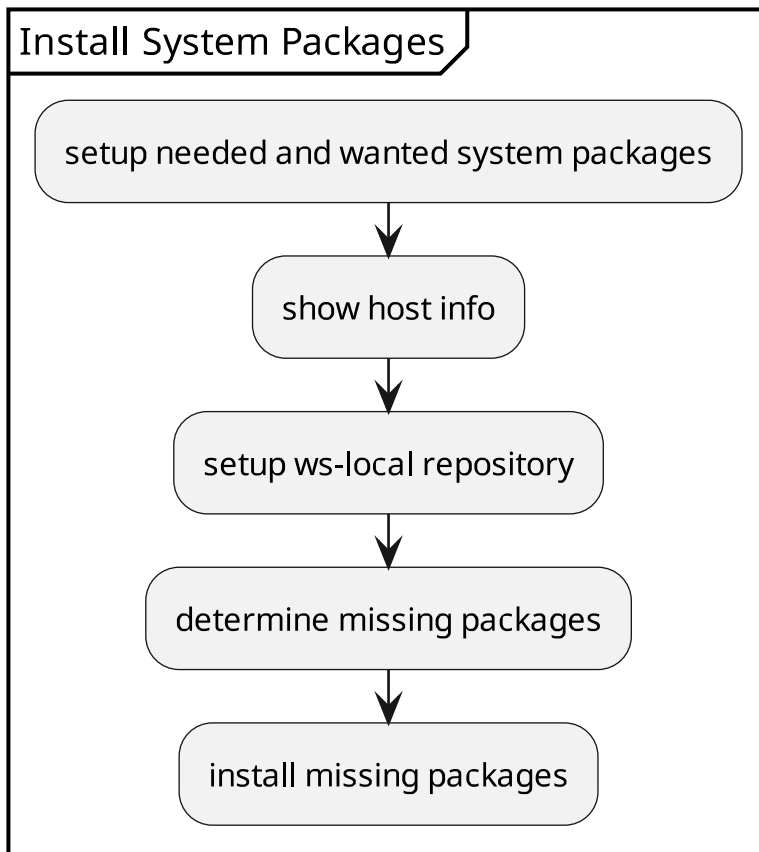 Install System Packages
setup needed and wanted system packages
show host info
setup ws-local repository
determine missing packages
install missing packages